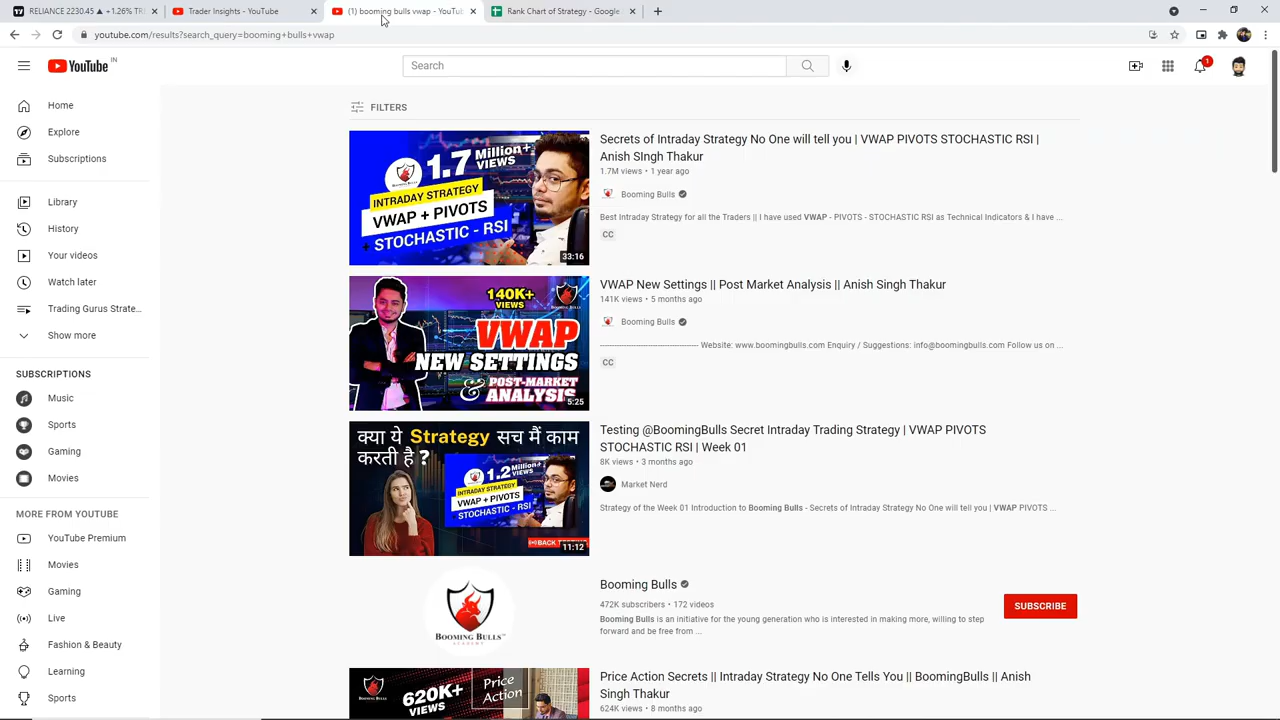 RELIANCE 2230.45 ▲ +1.26% TR
Trader Insights - YouTube
(1) booming bulls vwap - YouTub
Rank Chart of Strategy - Google
youtube.com/results?search_query=booming+bulls+vwap
YouTube IN
Search
1
Home
Explore
Subscriptions
Library
History
Your videos
Watch later
Trading Gurus Strate...
Show more
SUBSCRIPTIONS
Music
Sports
Gaming
Movies
MORE FROM YOUTUBE
YouTube Premium
Movies
Gaming
Live
Fashion & Beauty
Learning
Sports
FILTERS
1.7 Million+
VIEWS
INTRADAY STRATEGY
VWAP + PIVOTS
+ STOCHASTIC - RSI
33:16
Secrets of Intraday Strategy No One will tell you | VWAP PIVOTS STOCHASTIC RSI |
Anish SIngh Thakur
1.7M views • 1 year ago
Booming Bulls
Best Intraday Strategy for all the Traders || I have used VWAP - PIVOTS - STOCHASTIC RSI as Technical Indicators & I have ...
CC
140K+
VIEWS
VWAP
NEW SETTINGS
& POST-MARKET
ANALYSIS
5:25
VWAP New Settings || Post Market Analysis || Anish Singh Thakur
141K views • 5 months ago
Booming Bulls
Website: www.boomingbulls.com Enquiry / Suggestions: info@boomingbulls.com Follow us on ...
CC
क्या ये Strategy सच मैं काम
करती है ?
1.2 Million+
VIEWS
INTRADAY STRATEGY
VWAP + PIVOTS
STOCHASTIC - RSI
BACK TESTING
11:12
Testing @BoomingBulls Secret Intraday Trading Strategy | VWAP PIVOTS
STOCHASTIC RSI | Week 01
8K views • 3 months ago
Market Nerd
Strategy of the Week 01 Introduction to Booming Bulls - Secrets of Intraday Strategy No One will tell you | VWAP PIVOTS ...
BOOMING BULLS
ACADEMY
Booming Bulls
472K subscribers • 172 videos
Booming Bulls is an initiative for the young generation who is interested in making more, willing to step
forward and be free from ...
SUBSCRIBE
620K+
VIEWS
Price
Action
Price Action Secrets || Intraday Strategy No One Tells You || BoomingBulls || Anish
Singh Thakur
624K views • 8 months ago